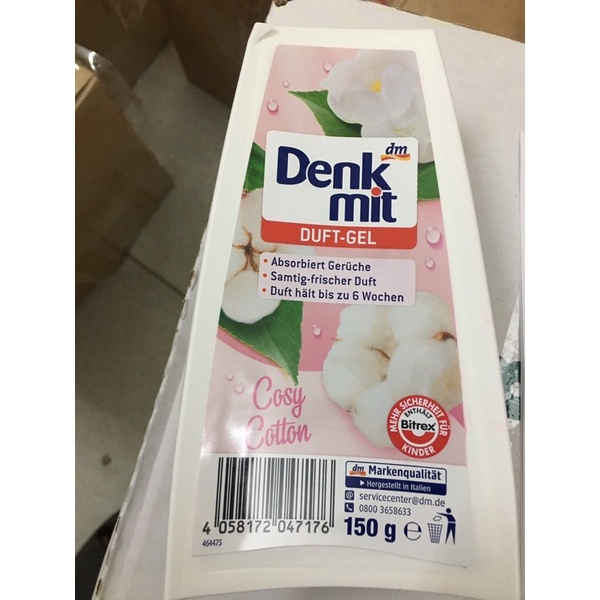 dm
Denk
mit
DUFT-GEL
• Absorbiert Gerüche
• Samtig-frischer Duft
• Duft hält bis zu 6 Wochen
Cosy
Cotton
MEHR SICHERHEIT FÜR
ENTHÄLT
Bitrex
KINDER
dm Markenqualität
Hergestellt in Italien
servicecenter@dm.de
0800 3658633
4 058172 047176
150 g ℮
464475